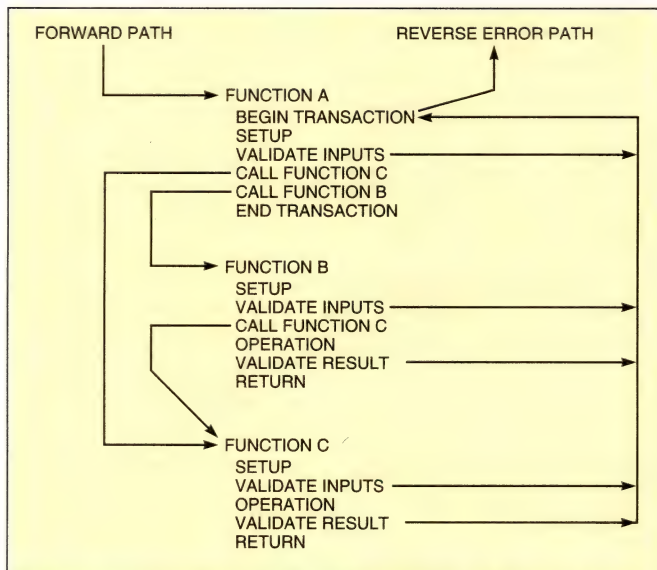 FORWARD PATH
REVERSE ERROR PATH
FUNCTION A
BEGIN TRANSACTION
SETUP
VALIDATE INPUTS
CALL FUNCTION C
CALL FUNCTION B
END TRANSACTION
FUNCTION B
SETUP
VALIDATE INPUTS
CALL FUNCTION C
OPERATION
VALIDATE RESULT
RETURN
FUNCTION C
SETUP
VALIDATE INPUTS
OPERATION
VALIDATE RESULT
RETURN